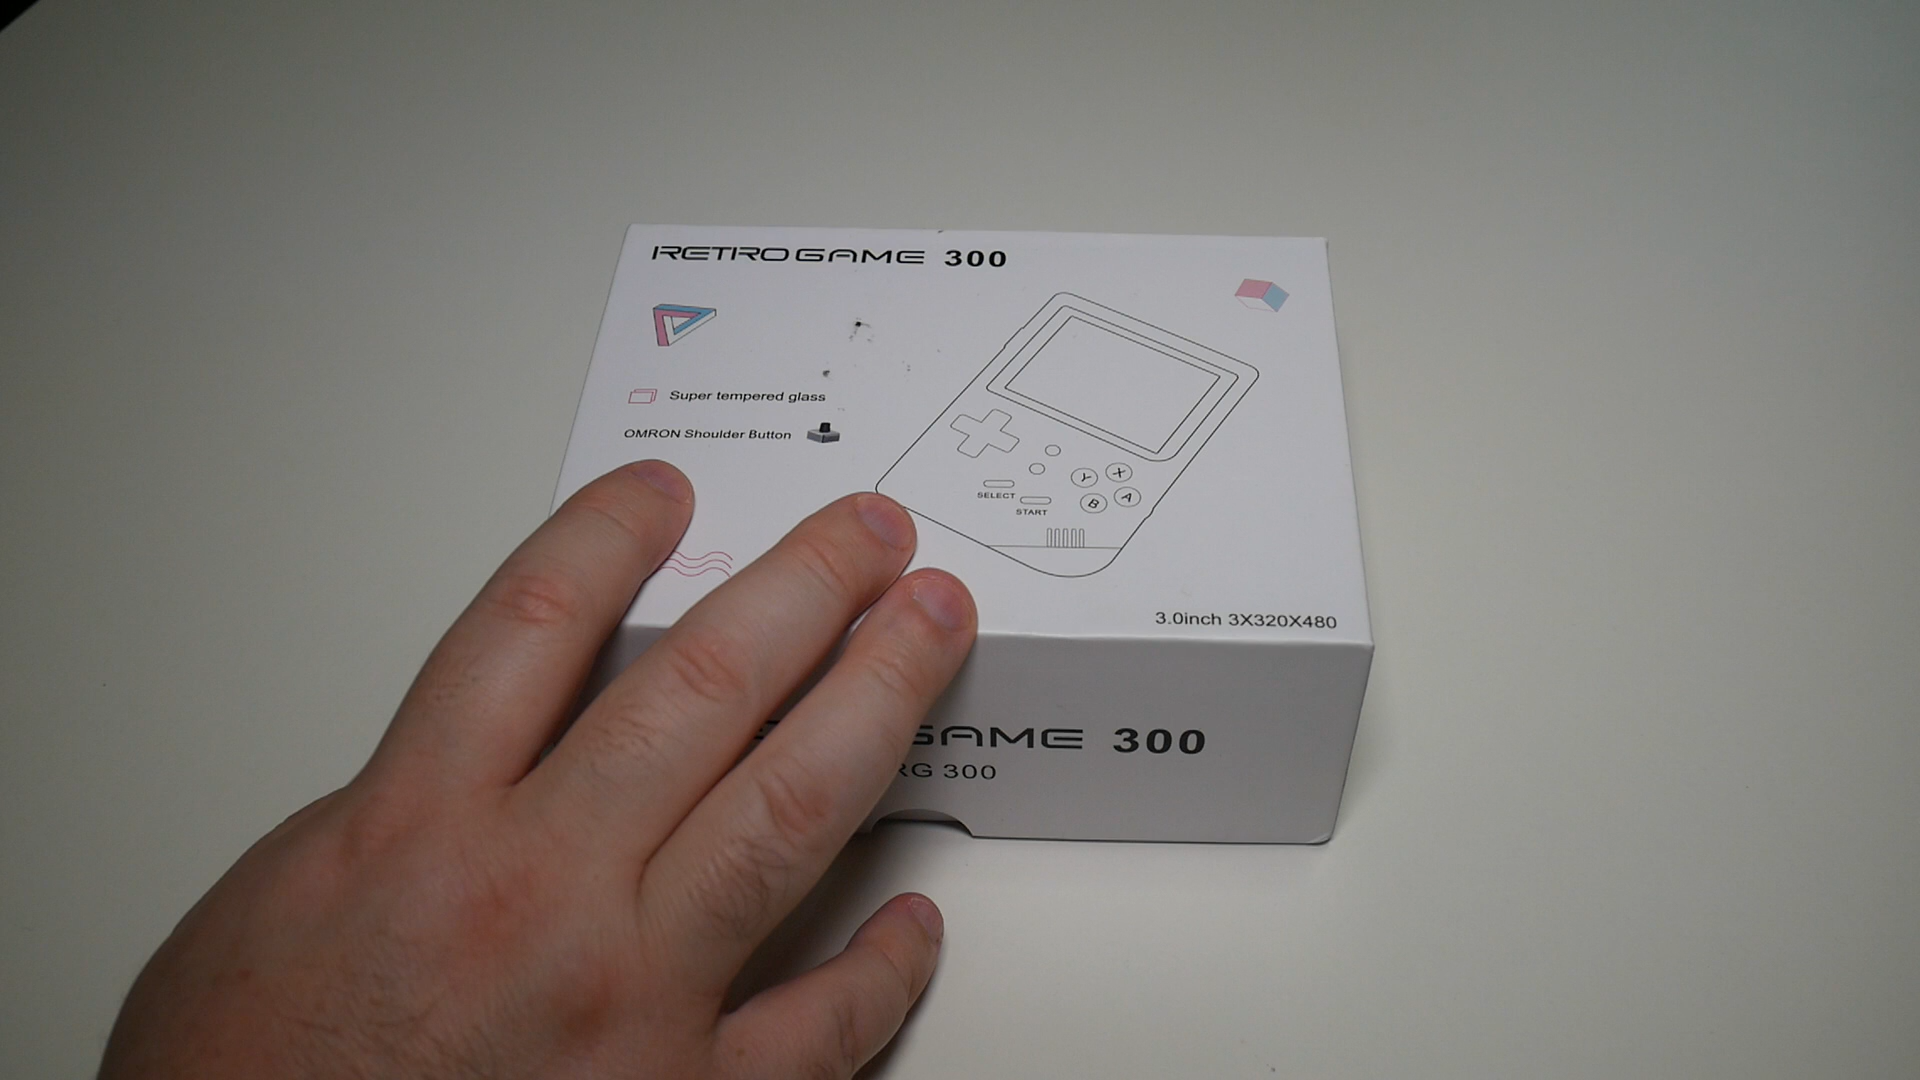 RETROGAME 300
Super tempered glass
OMRON Shoulder Button
Y X
B A
SELECT
START
3.0inch 3X320X480
GAME 300
RG 300